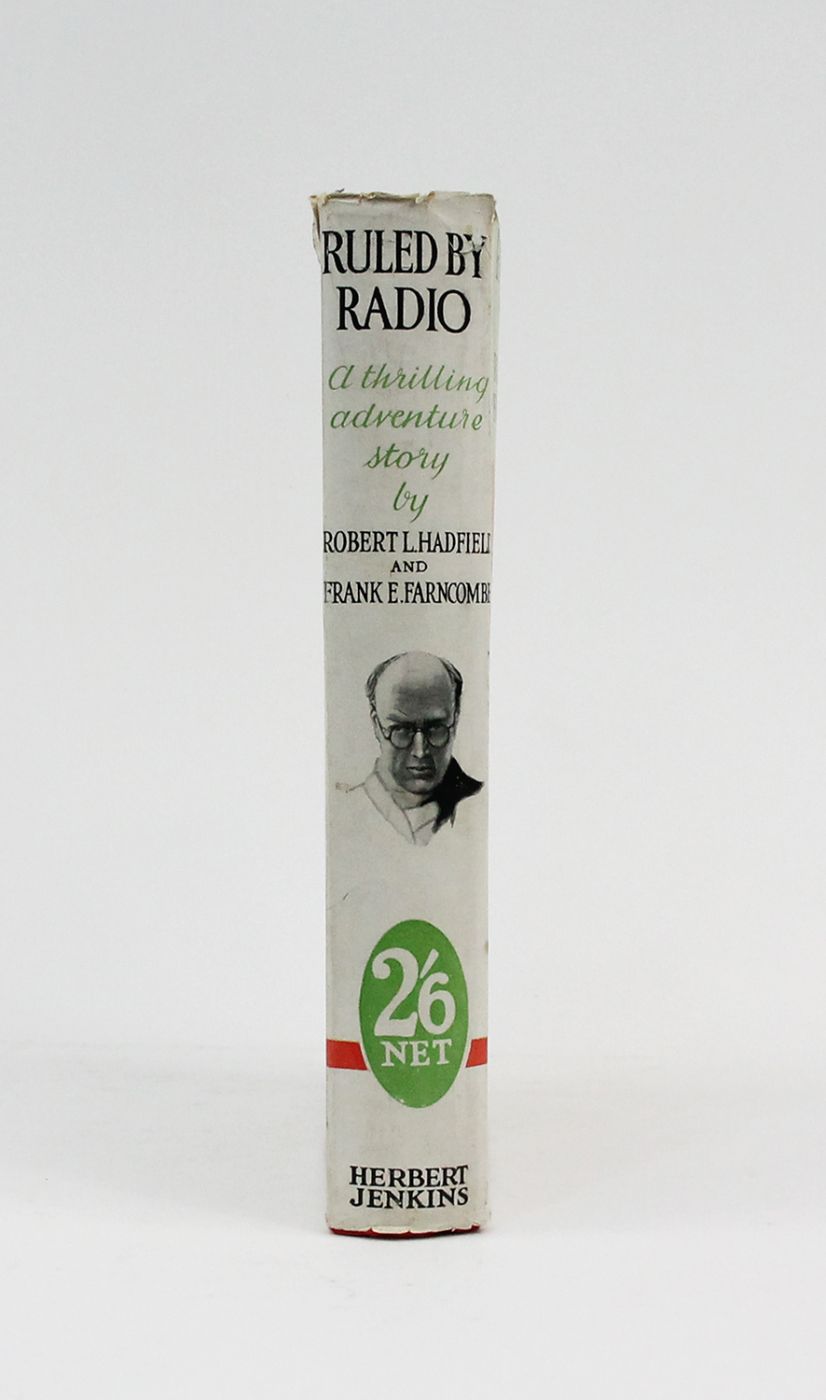 RULED BY
RADIO
A thrilling
adventure
story
by
ROBERT L. HADFIELD
AND
FRANK E. FARNCOMBE
2'6
NET
HERBERT
JENKINS